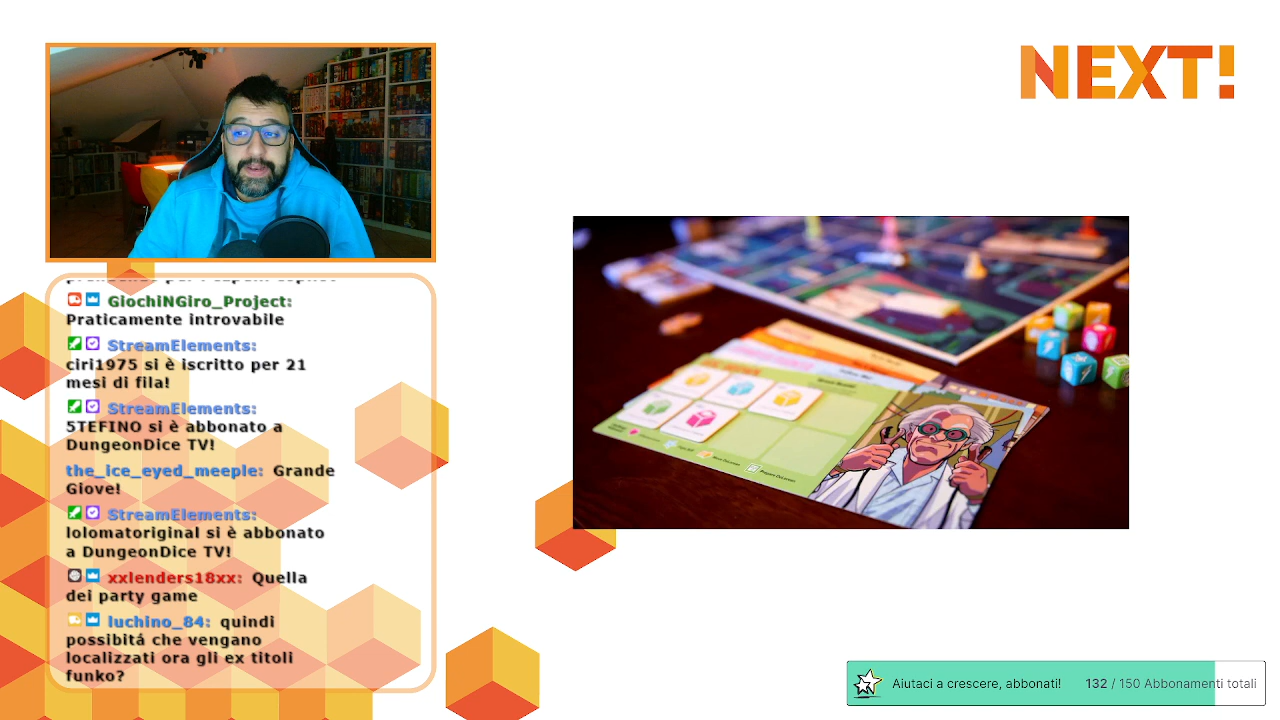 NEXT!
GiochiNGiro_Project:
Praticamente introvabile
StreamElements:
ciri1975 si è iscritto per 21
mesi di fila!
StreamElements:
5TEFINO si è abbonato a
DungeonDice TV!
the_ice_eyed_meeple: Grande
Giove!
StreamElements:
lolomatoriginal si è abbonato
a DungeonDice TV!
xxlenders18xx: Quella
dei party game
luchino_84: quindi
possibitá che vengano
localizzati ora gli ex titoli
funko?
Aiutaci a crescere, abbonati! 132 / 150 Abbonamenti totali